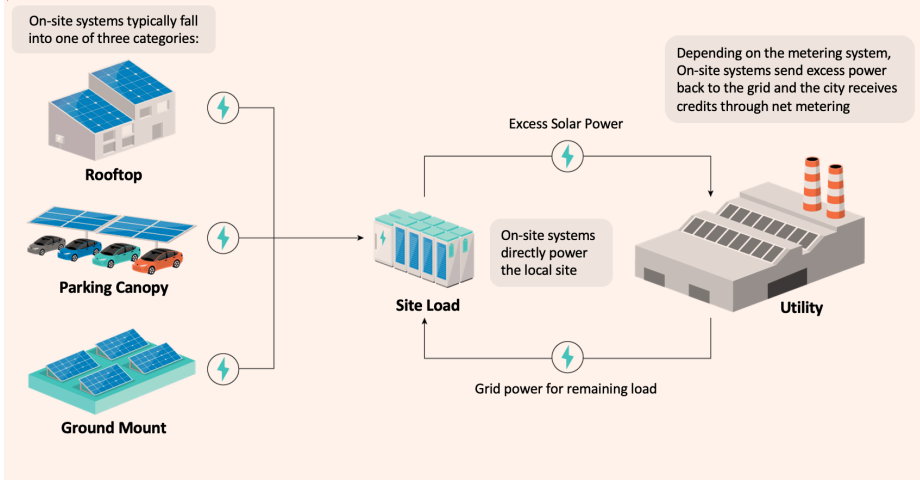 On-site systems typically fall
into one of three categories:
Rooftop
Parking Canopy
Ground Mount
Excess Solar Power
Site Load
On-site systems
directly power
the local site
Grid power for remaining load
Depending on the metering system,
On-site systems send excess power
back to the grid and the city receives
credits through net metering
Utility